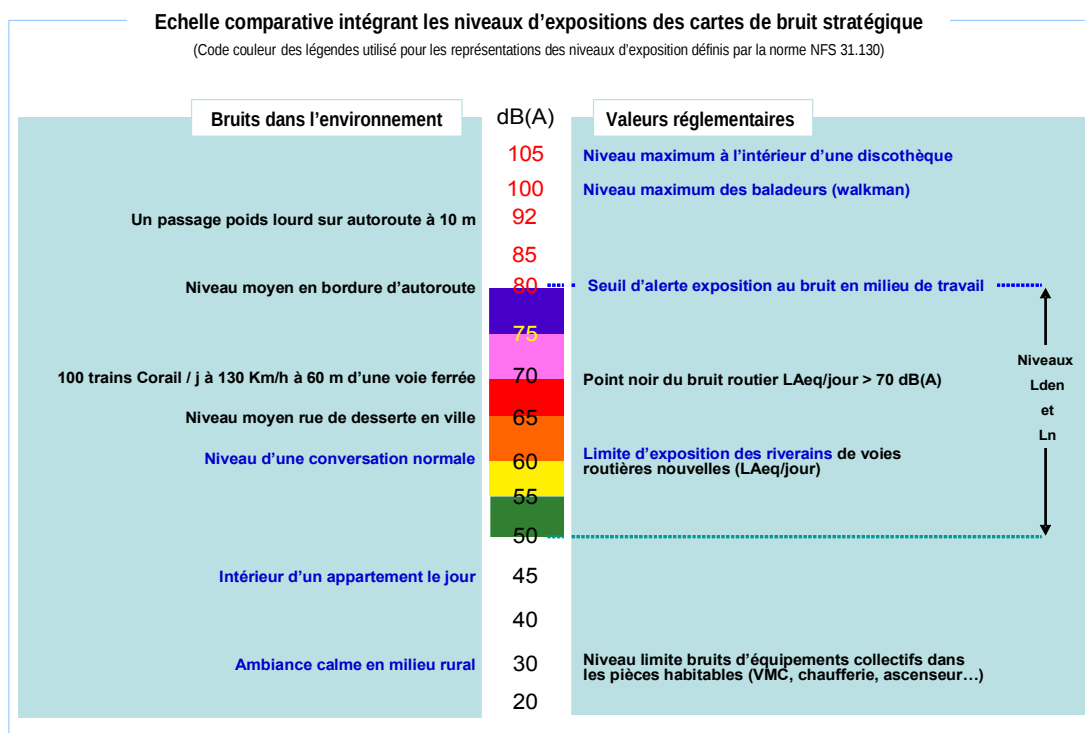 Echelle comparative intégrant les niveaux d'expositions des cartes de bruit stratégique
(Code couleur des légendes utilisé pour les représentations des niveaux d'exposition définis par la norme NFS 31.130)
Bruits dans l'environnement
dB(A)
Valeurs réglementaires
105
Niveau maximum à l'intérieur d'une discothèque
100
Niveau maximum des baladeurs (walkman)
Un passage poids lourd sur autoroute à 10 m
92
85
Niveau moyen en bordure d'autoroute
80
Seuil d'alerte exposition au bruit en milieu de travail
75
Niveaux
Lden
et
Ln
100 trains Corail / j à 130 Km/h à 60 m d'une voie ferrée
70
Point noir du bruit routier LAeq/jour > 70 dB(A)
Niveau moyen rue de desserte en ville
65
Niveau d'une conversation normale
60
Limite d'exposition des riverains de voies
routières nouvelles (LAeq/jour)
55
50
Intérieur d'un appartement le jour
45
40
Ambiance calme en milieu rural
30
Niveau limite bruits d'équipements collectifs dans
les pièces habitables (VMC, chaufferie, ascenseur…)
20